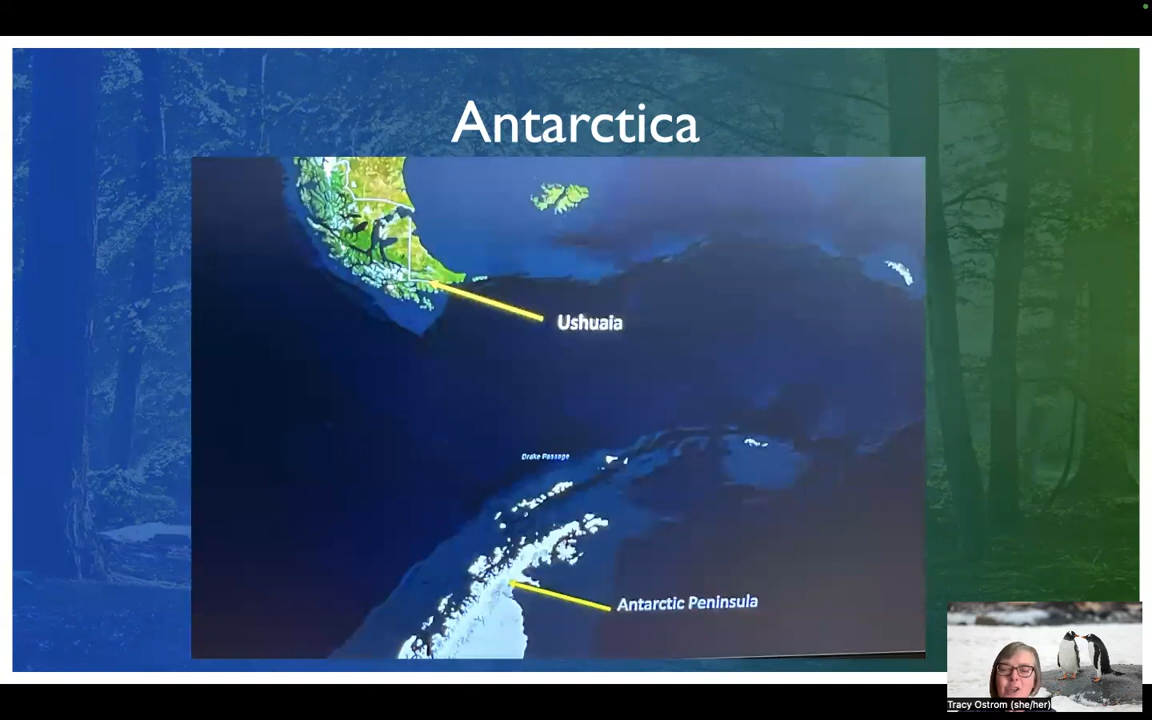 Antarctica
Ushuaia
Drake Passage
Antarctic Peninsula
Tracy Ostrom (she/her)